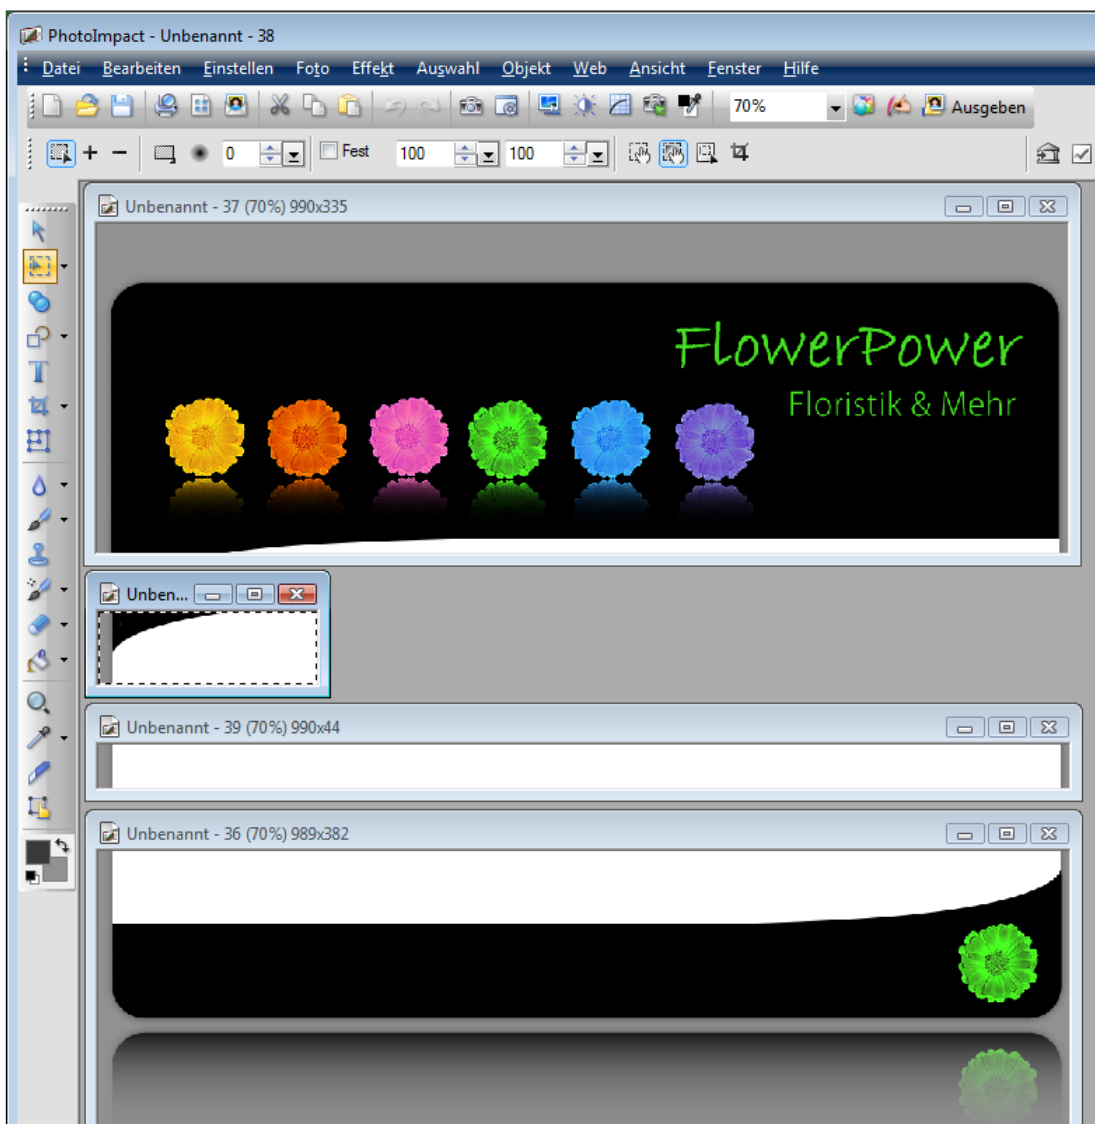 PhotoImpact - Unbenannt - 38
Datei Bearbeiten Einstellen Foto Effekt Auswahl Objekt Web Ansicht Fenster Hilfe
70% Ausgeben
0 Fest 100 100
Unbenannt - 37 (70%) 990x335
FlowerPower
Floristik & Mehr
Unben...
Unbenannt - 39 (70%) 990x44
Unbenannt - 36 (70%) 989x382